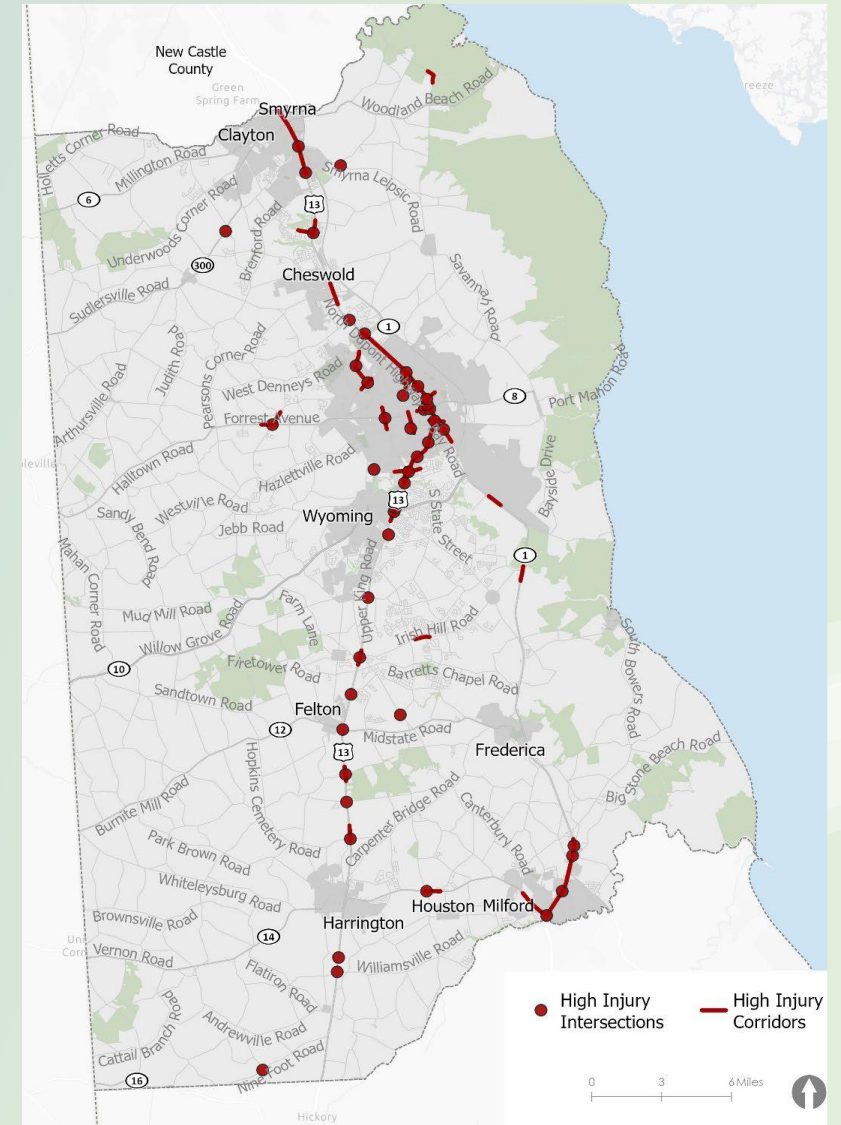 New Castle
County
Green
Spring Farm
Smyrna
Woodland Beach Road
reeze
Clayton
Holletts Corner Road
Millington Road
Smyrna Leipsic Road
6
13
Underwoods Corner Road
Brenford Road
300
Cheswold
Savannah Road
Sudlersville Road
1
North Dupont Highway
Judith Road
Pearsons Corner Road
West Denneys Road
8
Port Mahon Road
Arthursville Road
Forrest Avenue
Halltown Road
Hazlettville Road
Bayside Drive
Westville Road
13
Sandy Bend Road
Wyoming
S State Street
Jebb Road
1
Mahan Corner Road
Upper King Road
Mud Mill Road
Farm Lane
Willow Grove Road
Irish Hill Road
South Bowers Road
10
Firetower Road
Barretts Chapel Road
Sandtown Road
Felton
12
Midstate Road
Frederica
13
Hopkins Cemetery Road
Big Stone Beach Road
Burnite Mill Road
Carpenter Bridge Road
Canterbury Road
Park Brown Road
Whiteleysburg Road
Houston
Milford
Brownsville Road
Harrington
14
Vernon Road
Williamsville Road
Flatiron Road
Cattail Branch Road
Andrewville Road
Nine Foot Road
16
Hickory
High Injury
Intersections
High Injury
Corridors
0
3
6 Miles